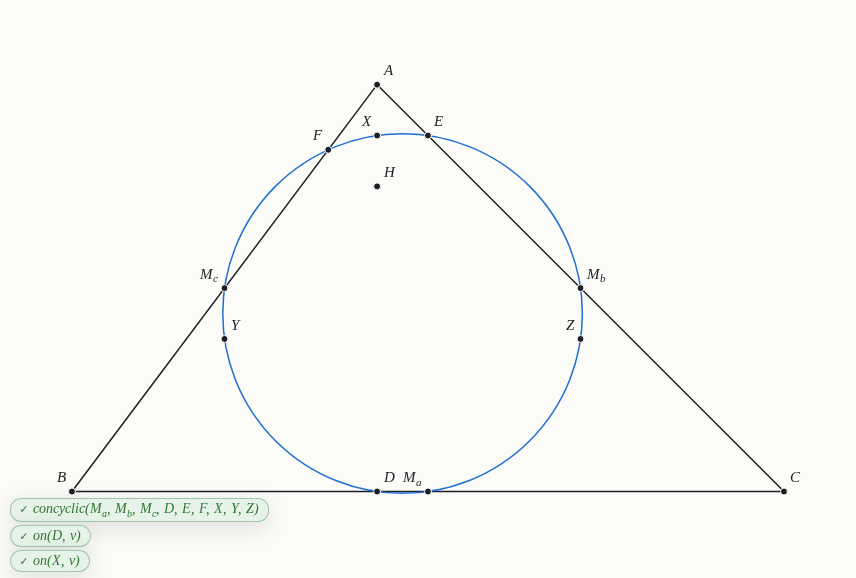 A
F
X
E
H
M_c
M_b
Y
Z
B
D
M_a
C
✓ concyclic(M_a, M_b, M_c, D, E, F, X, Y, Z)
✓ on(D, ν)
✓ on(X, ν)